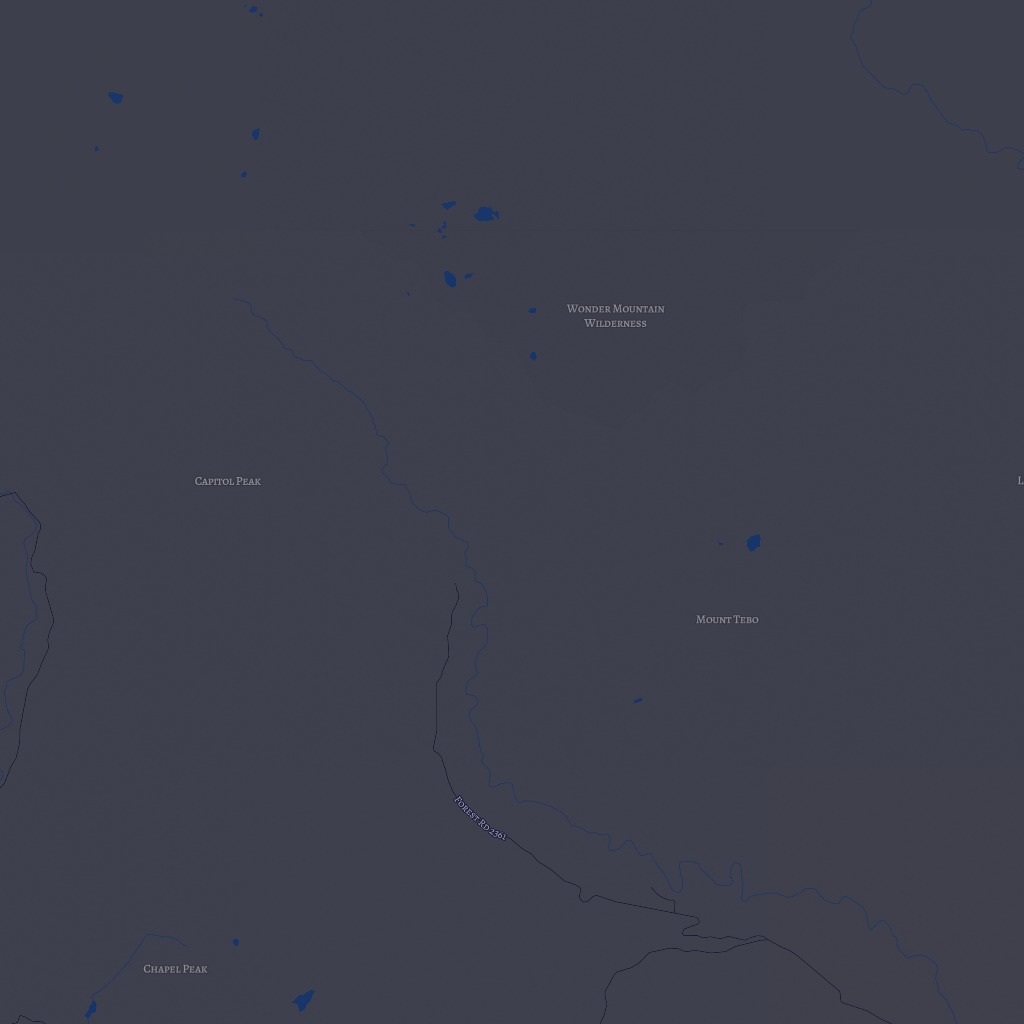 Wonder Mountain
Wilderness
Capitol Peak
L
Mount Tebo
Forest Rd 2361
Chapel Peak